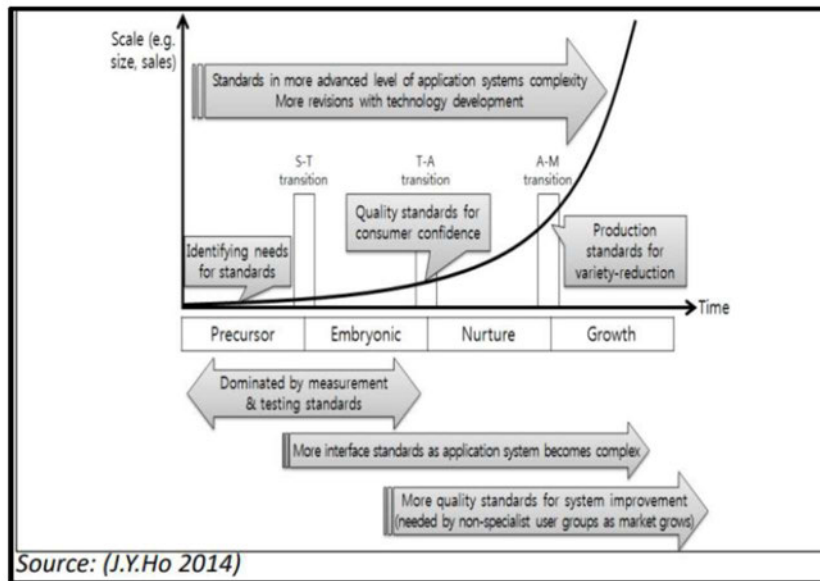 Scale (e.g.
size, sales)
Standards in more advanced level of application systems complexity
More revisions with technology development
S-T
transition
T-A
transition
A-M
transition
Identifying needs
for standards
Quality standards for
consumer confidence
Production
standards for
variety-reduction
Time
Precursor
Embryonic
Nurture
Growth
Dominated by measurement
& testing standards
More interface standards as application system becomes complex
More quality standards for system improvement
(needed by non-specialist user groups as market grows)
Source: (J.Y.Ho 2014)